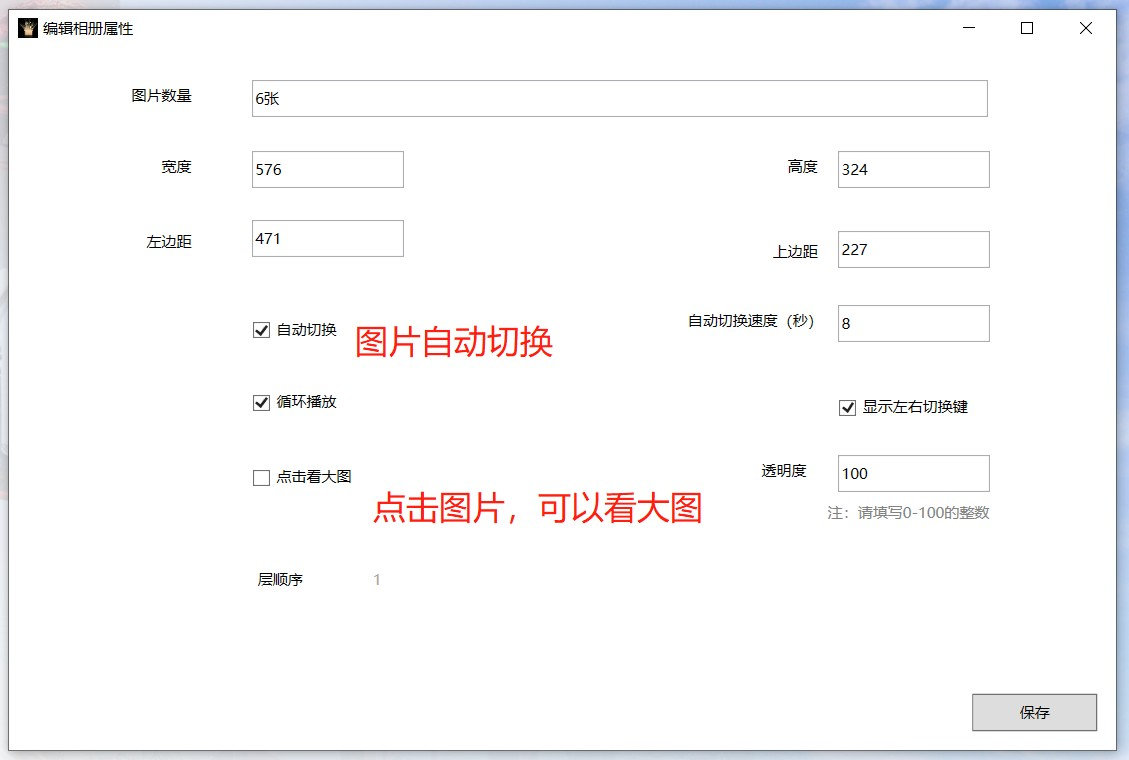 编辑相册属性
图片数量 6张
宽度 576 高度 324
左边距 471 上边距 227
自动切换 图片自动切换 自动切换速度（秒） 8
循环播放 显示左右切换键
点击看大图 透明度 100
点击图片，可以看大图 注：请填写0-100的整数
层顺序 1
保存